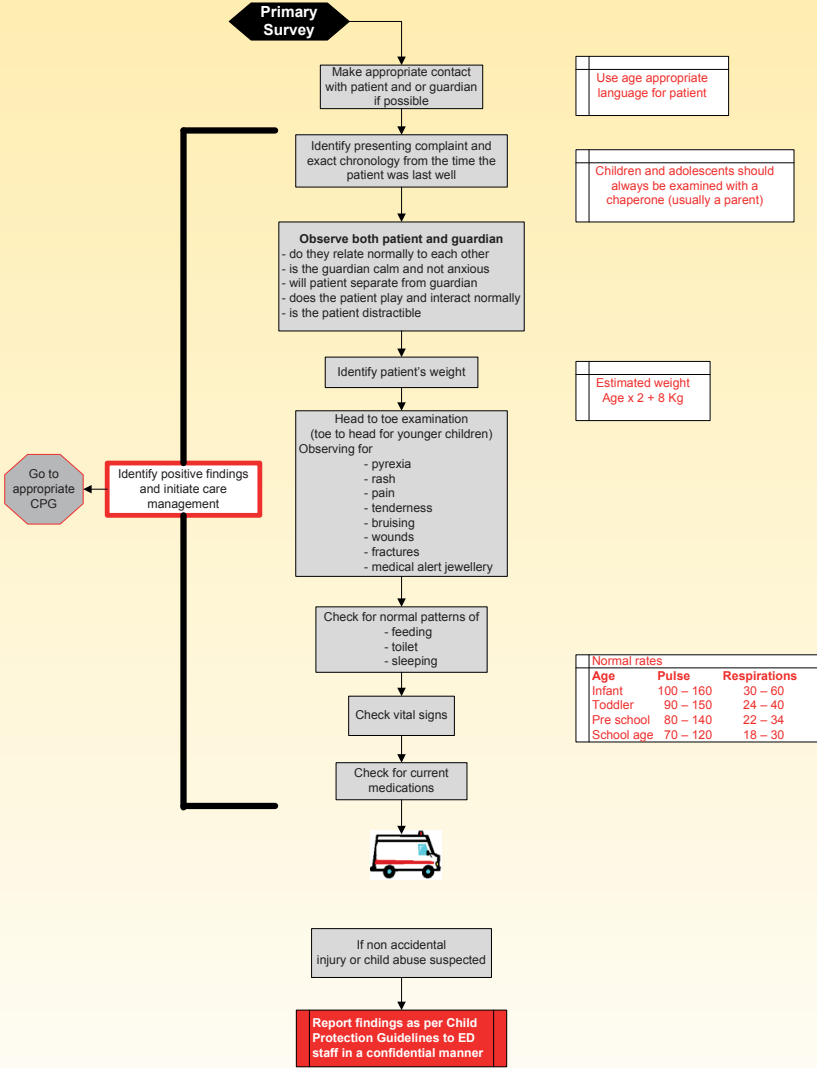 Primary
Survey
Make appropriate contact
with patient and or guardian
if possible
Use age appropriate
language for patient
Identify presenting complaint and
exact chronology from the time the
patient was last well
Children and adolescents should
always be examined with a
chaperone (usually a parent)
Observe both patient and guardian
- do they relate normally to each other
- is the guardian calm and not anxious
- will patient separate from guardian
- does the patient play and interact normally
- is the patient distractible
Identify patient’s weight
Estimated weight
Age x 2 + 8 Kg
Head to toe examination
(toe to head for younger children)
Observing for
- pyrexia
- rash
- pain
- tenderness
- bruising
- wounds
- fractures
- medical alert jewellery
Go to
appropriate
CPG
Identify positive findings
and initiate care
management
Check for normal patterns of
- feeding
- toilet
- sleeping
Normal rates
Age Pulse Respirations
Infant 100 – 160 30 – 60
Toddler 90 – 150 24 – 40
Pre school 80 – 140 22 – 34
School age 70 – 120 18 – 30
Check vital signs
Check for current
medications
If non accidental
injury or child abuse suspected
Report findings as per Child
Protection Guidelines to ED
staff in a confidential manner